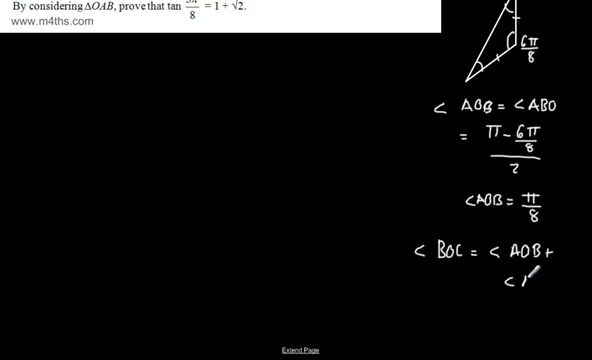 By considering ΔOAB, prove that tan 3π/8 = 1 + √2.
www.m4ths.com
6π/8
< AOB = < ABO
= π - 6π/8
2
< AOB = π/8
< BOC = < AOB +
<
Extend Page